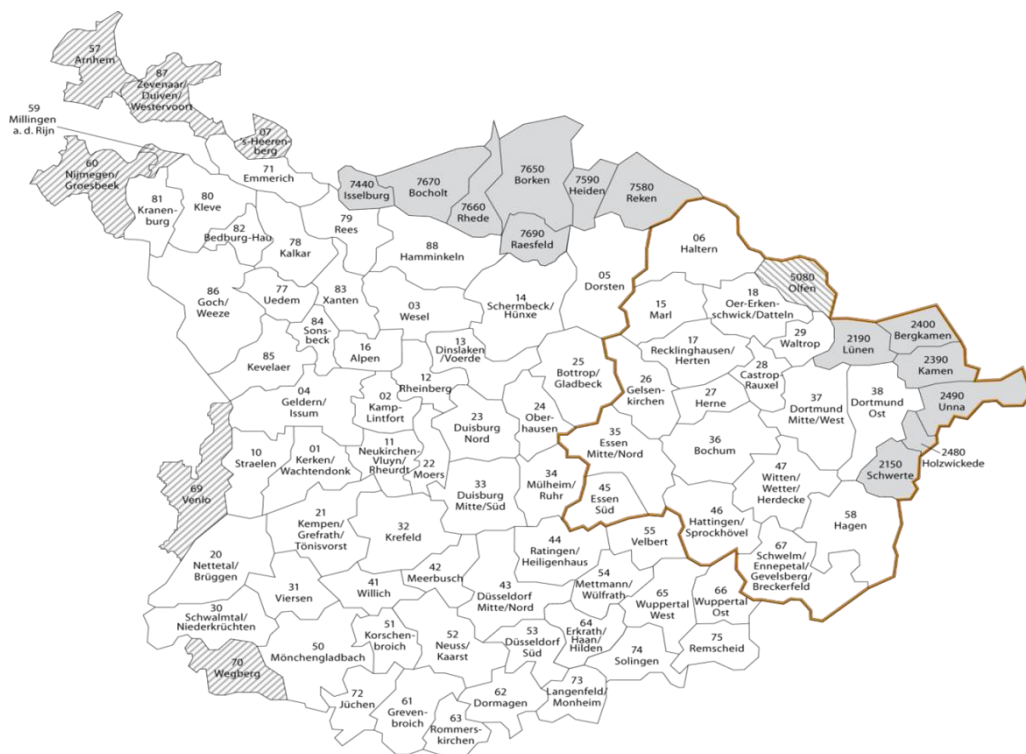 57
Arnhem
87
Zevenaar/
Duiven/
Westervoort
59
Millingen
a. d. Rijn
07
's-Heeren-
berg
60
Nijmegen/
Groesbeek
71
Emmerich
81
Kranen-
burg
80
Kleve
82
Bedburg-Hau
78
Kalkar
79
Rees
7440
Isselburg
7670
Bocholt
7660
Rhede
7650
Borken
7590
Heiden
7580
Reken
7690
Raesfeld
88
Hamminkeln
06
Haltern
5080
Olfen
05
Dorsten
86
Goch/
Weeze
77
Uedem
83
Xanten
03
Wesel
14
Schermbeck/
Hünxe
15
Marl
18
Oer-Erken-
schwick/Datteln
29
Waltrop
2190
Lünen
2400
Bergkamen
2390
Kamen
2490
Unna
2480
Holzwickede
2150
Schwerte
84
Sons-
beck
16
Alpen
13
Dinslaken
/Voerde
85
Kevelaer
25
Bottrop/
Gladbeck
17
Recklinghausen/
Herten
28
Castrop-
Rauxel
26
Gelsen-
kirchen
27
Herne
37
Dortmund
Mitte/West
38
Dortmund
Ost
04
Geldern/
Issum
02
Kamp-
Lintfort
12
Rheinberg
23
Duisburg
Nord
24
Ober-
hausen
35
Essen
Mitte/Nord
36
Bochum
10
Straelen
01
Kerken/
Wachtendonk
11
Neukirchen-
Vluyn/
Rheurdt
22
Moers
33
Duisburg
Mitte/Süd
34
Mülheim/
Ruhr
45
Essen
Süd
47
Witten/
Wetter/
Herdecke
69
Venlo
21
Kempen/
Grefrath/
Tönisvorst
32
Krefeld
44
Ratingen/
Heiligenhaus
55
Velbert
46
Hattingen/
Sprockhövel
58
Hagen
67
Schwelm/
Ennepetal/
Gevelsberg/
Breckerfeld
20
Nettetal/
Brüggen
31
Viersen
41
Willich
42
Meerbusch
43
Düsseldorf
Mitte/Nord
54
Mettmann/
Wülfrath
65
Wuppertal
West
66
Wuppertal
Ost
30
Schwalmtal/
Niederkrüchten
50
Mönchengladbach
51
Korschen-
broich
52
Neuss/
Kaarst
53
Düsseldorf
Süd
64
Erkrath/
Haan/
Hilden
74
Solingen
75
Remscheid
70
Wegberg
72
Jüchen
61
Greven-
broich
62
Dormagen
73
Langenfeld/
Monheim
63
Rommers-
kirchen